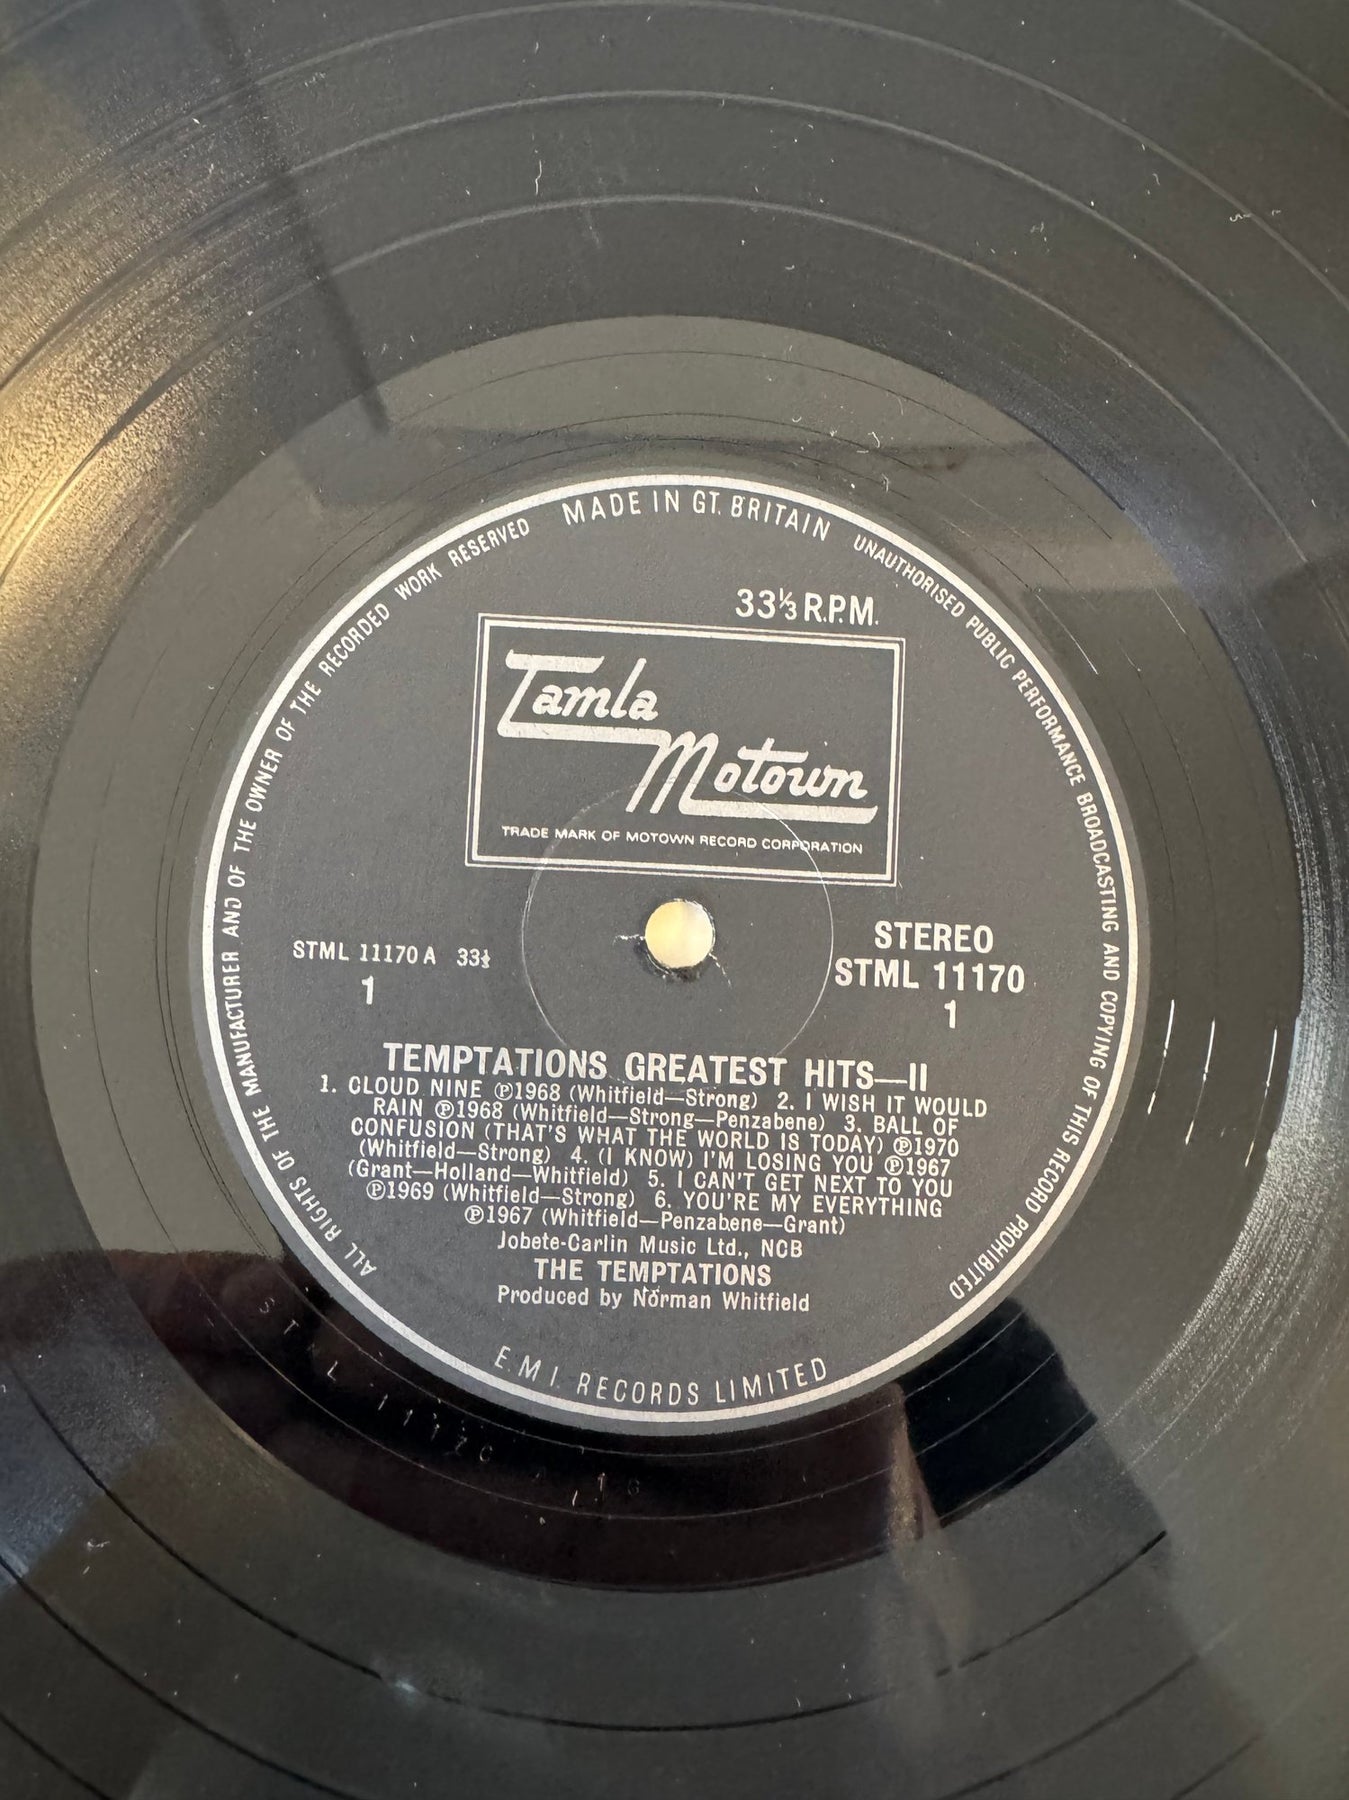 MADE IN GT. BRITAIN
UNAUTHORISED PUBLIC PERFORMANCE BROADCASTING AND COPYING OF THIS RECORD PROHIBITED
ALL RIGHTS OF THE MANUFACTURER AND OF THE OWNER OF THE RECORDED WORK RESERVED
33⅓ R.P.M.
Tamla
Motown
TRADE MARK OF MOTOWN RECORD CORPORATION
STML 11170 A 33⅓
1
STEREO
STML 11170
1
TEMPTATIONS GREATEST HITS—II
1. CLOUD NINE ℗1968 (Whitfield—Strong) 2. I WISH IT WOULD
RAIN ℗1968 (Whitfield—Strong—Penzabene) 3. BALL OF
CONFUSION (THAT'S WHAT THE WORLD IS TODAY) ℗1970
(Whitfield—Strong) 4. (I KNOW) I'M LOSING YOU ℗1967
(Grant—Holland—Whitfield) 5. I CAN'T GET NEXT TO YOU
℗1969 (Whitfield—Strong) 6. YOU'RE MY EVERYTHING
℗1967 (Whitfield—Penzabene—Grant)
Jobete-Carlin Music Ltd., NCB
THE TEMPTATIONS
Produced by Norman Whitfield
E.M.I. RECORDS LIMITED
STML 11170 A